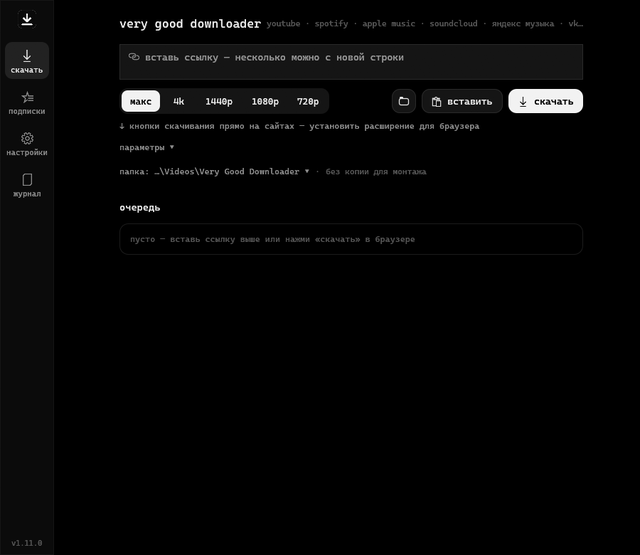 very good downloader youtube · spotify · apple music · soundcloud · яндекс музыка · vk…
скачать
подписки
настройки
журнал
v1.11.0
вставь ссылку — несколько можно с новой строки
макс 4k 1440p 1080p 720p вставить скачать
↓ кнопки скачивания прямо на сайтах — установить расширение для браузера
параметры ▾
папка: …\Videos\Very Good Downloader ▾ · без копии для монтажа
очередь
пусто — вставь ссылку выше или нажми «скачать» в браузере